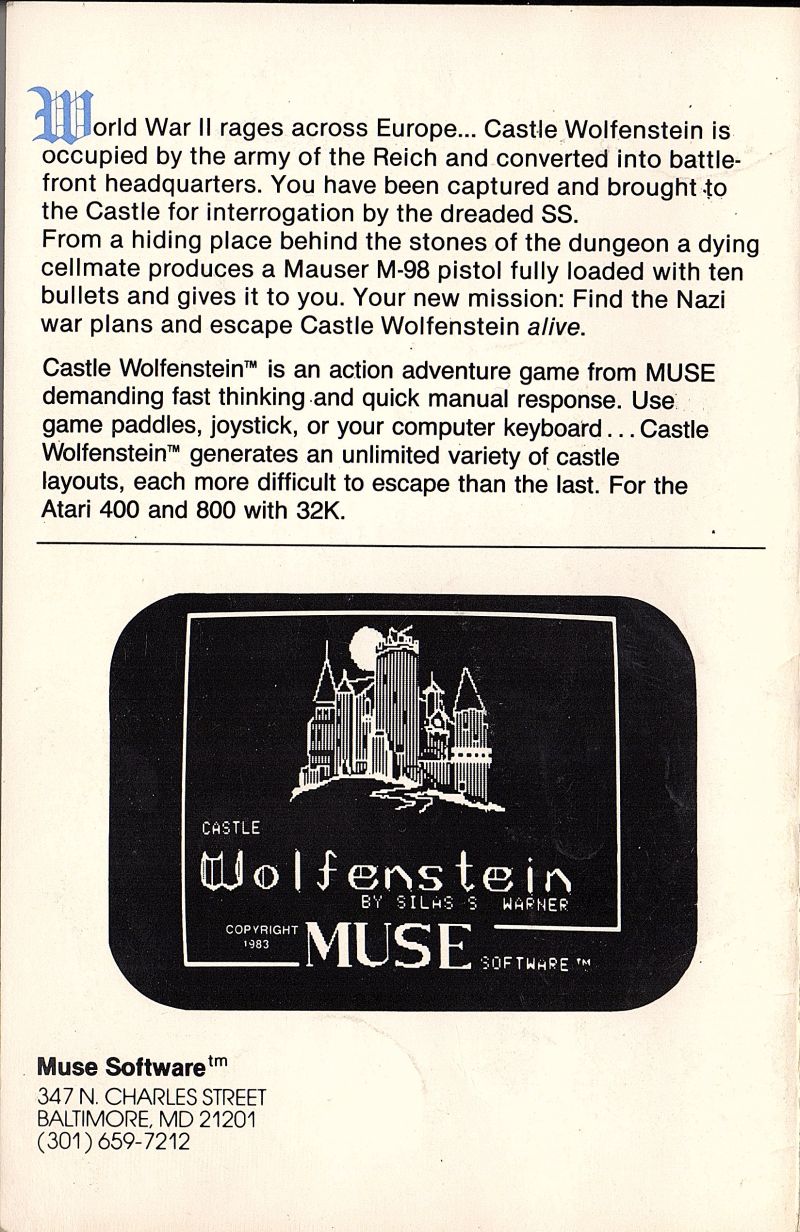 World War II rages across Europe... Castle Wolfenstein is
occupied by the army of the Reich and converted into battle-
front headquarters. You have been captured and brought to
the Castle for interrogation by the dreaded SS.
From a hiding place behind the stones of the dungeon a dying
cellmate produces a Mauser M-98 pistol fully loaded with ten
bullets and gives it to you. Your new mission: Find the Nazi
war plans and escape Castle Wolfenstein alive.
Castle Wolfenstein™ is an action adventure game from MUSE
demanding fast thinking and quick manual response. Use
game paddles, joystick, or your computer keyboard... Castle
Wolfenstein™ generates an unlimited variety of castle
layouts, each more difficult to escape than the last. For the
Atari 400 and 800 with 32K.
CASTLE
Wolfenstein
BY SILAS S WARNER
COPYRIGHT
1983
MUSE
SOFTWARE™
Muse Software™
347 N. CHARLES STREET
BALTIMORE, MD 21201
(301) 659-7212